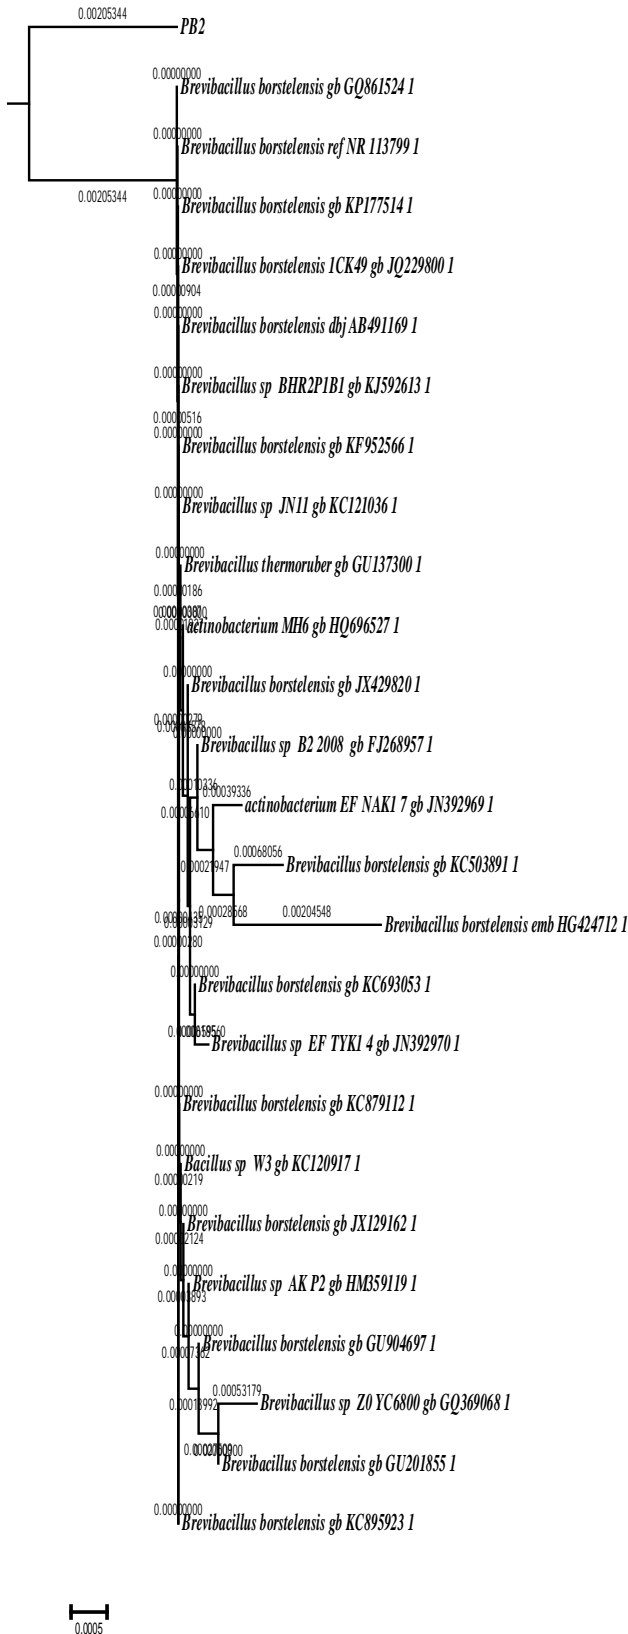 0.00205344
PB2
0.00000000
Brevibacillus borstelensis gb GQ861524 1
0.00000000
Brevibacillus borstelensis ref NR 113799 1
0.00205344
0.00000000
Brevibacillus borstelensis gb KP177514 1
0.00000000
Brevibacillus borstelensis 1CK49 gb JQ229800 1
0.00000904
0.00000000
Brevibacillus borstelensis dbj AB491169 1
0.00000000
Brevibacillus sp BHR2P1B1 gb KJ592613 1
0.00000516
0.00000000
Brevibacillus borstelensis gb KF952566 1
0.00000000
Brevibacillus sp JN11 gb KC121036 1
0.00000000
Brevibacillus thermoruber gb GU137300 1
0.00000186
actinobacterium MH6 gb HQ696527 1
0.00000000
Brevibacillus borstelensis gb JX429820 1
Brevibacillus sp B2 2008 gb FJ268957 1
0.00039336
actinobacterium EF NAK1 7 gb JN392969 1
0.00068056
Brevibacillus borstelensis gb KC503891 1
0.00204548
Brevibacillus borstelensis emb HG424712 1
0.00000280
0.00000000
Brevibacillus borstelensis gb KC693053 1
Brevibacillus sp EF TYK1 4 gb JN392970 1
0.00000000
Brevibacillus borstelensis gb KC879112 1
0.00000000
Bacillus sp W3 gb KC120917 1
0.00000219
0.00000000
Brevibacillus borstelensis gb JX129162 1
0.00002124
0.00000000
Brevibacillus sp AK P2 gb HM359119 1
0.00003893
0.00000000
Brevibacillus borstelensis gb GU904697 1
0.00007382
0.00053179
Brevibacillus sp Z0 YC6800 gb GQ369068 1
0.00013992
Brevibacillus borstelensis gb GU201855 1
0.00000000
Brevibacillus borstelensis gb KC895923 1
0.0005